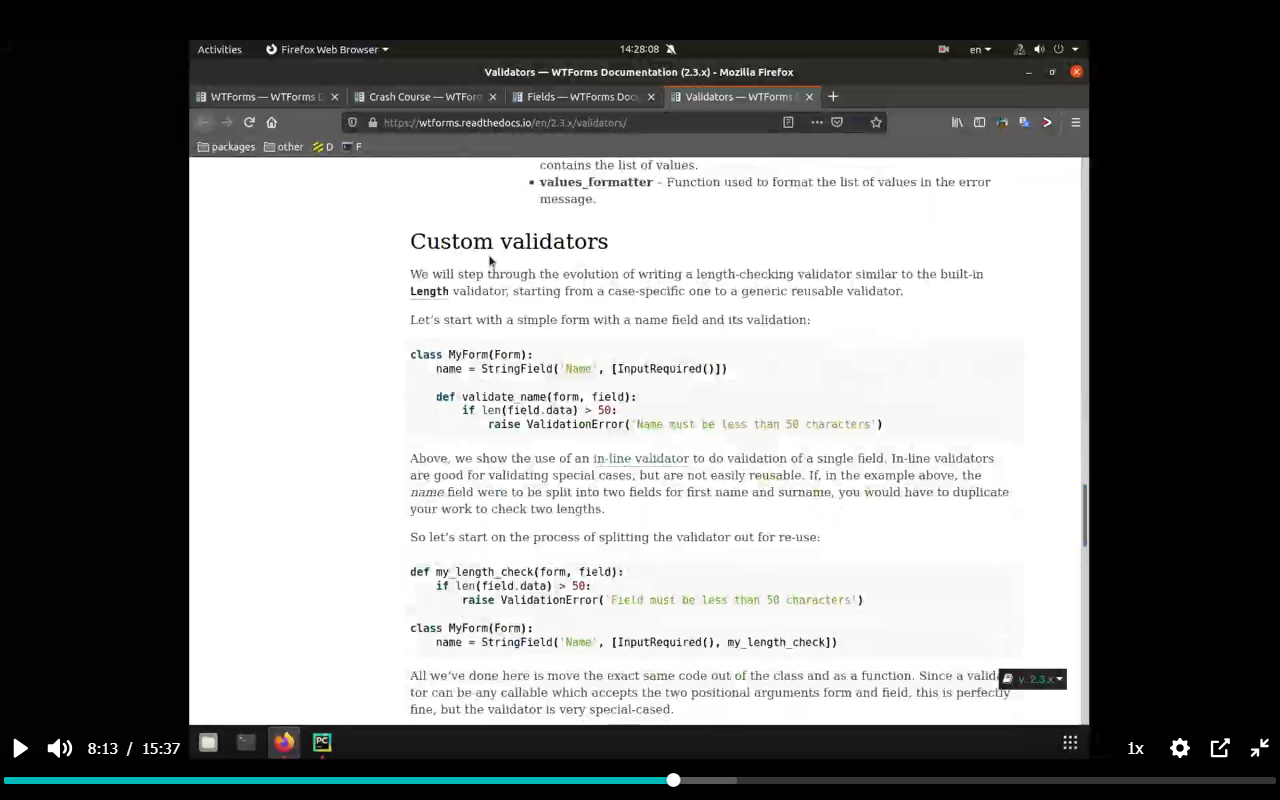 Activities Firefox Web Browser 14:28:08 en
Validators — WTForms Documentation (2.3.x) - Mozilla Firefox
WTForms — WTForms D Crash Course — WTForm Fields — WTForms Docu Validators — WTForms
https://wtforms.readthedocs.io/en/2.3.x/validators/
packages other D F
contains the list of values.
• values_formatter – Function used to format the list of values in the error
message.
Custom validators
We will step through the evolution of writing a length-checking validator similar to the built-in
Length validator, starting from a case-specific one to a generic reusable validator.
Let's start with a simple form with a name field and its validation:
class MyForm(Form):
name = StringField('Name', [InputRequired()])
def validate_name(form, field):
if len(field.data) > 50:
raise ValidationError('Name must be less than 50 characters')
Above, we show the use of an in-line validator to do validation of a single field. In-line validators
are good for validating special cases, but are not easily reusable. If, in the example above, the
name field were to be split into two fields for first name and surname, you would have to duplicate
your work to check two lengths.
So let's start on the process of splitting the validator out for re-use:
def my_length_check(form, field):
if len(field.data) > 50:
raise ValidationError('Field must be less than 50 characters')
class MyForm(Form):
name = StringField('Name', [InputRequired(), my_length_check])
All we've done here is move the exact same code out of the class and as a function. Since a valida
tor can be any callable which accepts the two positional arguments form and field, this is perfectly
fine, but the validator is very special-cased.
v: 2.3.x
PC
8:13 / 15:37 1x